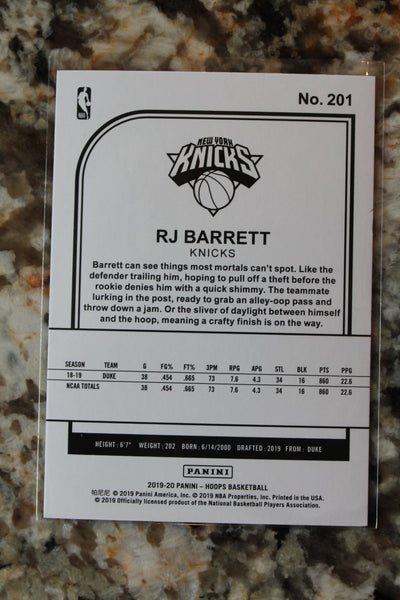 No. 201
NBA
NEW YORK
KNICKS
RJ BARRETT
KNICKS
Barrett can see things most mortals can't spot. Like the
defender trailing him, hoping to pull off a theft before the
rookie denies him with a quick shimmy. The teammate
lurking in the post, ready to grab an alley-oop pass and
throw down a jam. Or the sliver of daylight between himself
and the hoop, meaning a crafty finish is on the way.
SEASON TEAM G FG% FT% 3PM RPG APG STL BLK PTS PPG
18-19 DUKE 38 .454 .665 73 7.6 4.3 34 16 860 22.6
NCAA TOTALS 38 .454 .665 73 7.6 4.3 34 16 860 22.6
HEIGHT: 6'7" WEIGHT: 202 BORN: 6/14/2000 DRAFTED: 2019 FROM: DUKE
PANINI
2019-20 PANINI – HOOPS BASKETBALL
帕尼尼 © 2019 Panini America, Inc. © 2019 NBA Properties, Inc. Printed in the USA.
© 2019 Officially licensed product of the National Basketball Players Association.